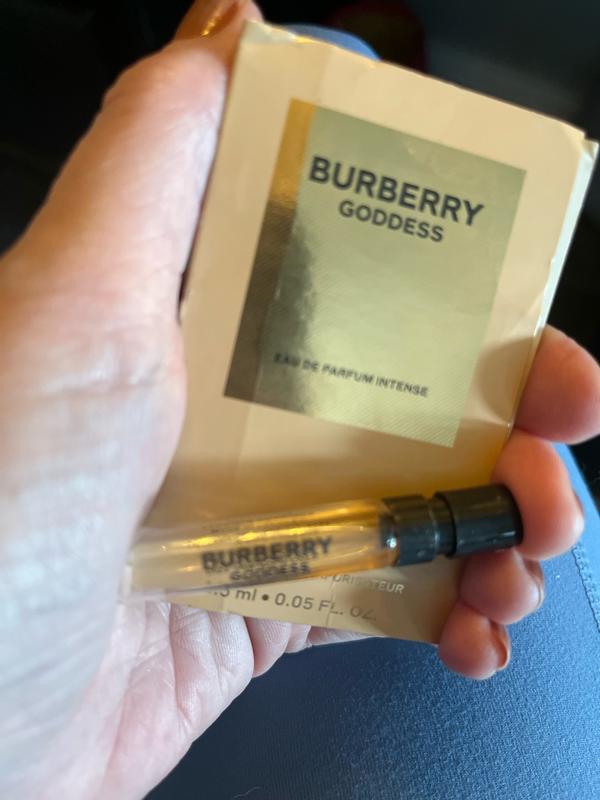 BURBERRY
GODDESS
EAU DE PARFUM INTENSE
BURBERRY
GODDESS
ml • 0.05 FL. OZ.